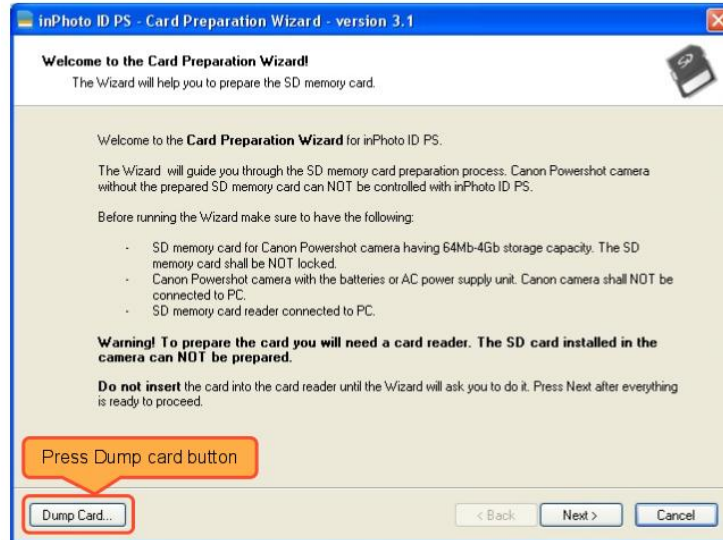 inPhoto ID PS - Card Preparation Wizard - version 3.1
Welcome to the Card Preparation Wizard!
The Wizard will help you to prepare the SD memory card.
SD
Welcome to the Card Preparation Wizard for inPhoto ID PS.
The Wizard will guide you through the SD memory card preparation process. Canon Powershot camera
without the prepared SD memory card can NOT be controlled with inPhoto ID PS.
Before running the Wizard make sure to have the following:
- SD memory card for Canon Powershot camera having 64Mb-4Gb storage capacity. The SD
memory card shall be NOT locked.
- Canon Powershot camera with the batteries or AC power supply unit. Canon camera shall NOT be
connected to PC.
- SD memory card reader connected to PC.
Warning! To prepare the card you will need a card reader. The SD card installed in the
camera can NOT be prepared.
Do not insert the card into the card reader until the Wizard will ask you to do it. Press Next after everything
is ready to proceed.
Press Dump card button
Dump Card... < Back Next > Cancel